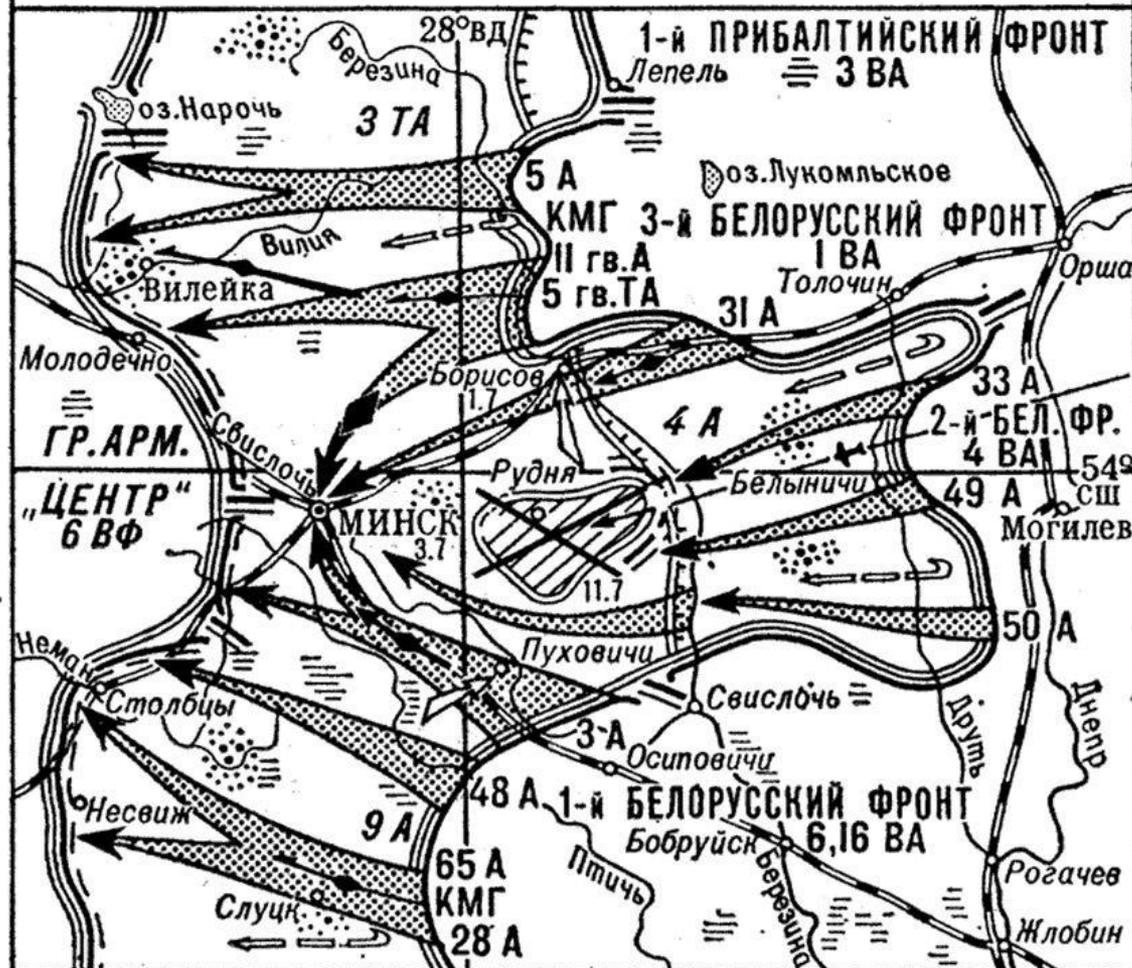 28°вд
1-й ПРИБАЛТИЙСКИЙ ФРОНТ
3 ВА
Березина
Лепель
оз.Нарочь
3 ТА
5 А
оз.Лукомльское
КМГ
3-й БЕЛОРУССКИЙ ФРОНТ
1 ВА
Вилия
11 гв.А
5 гв.ТА
Орша
Вилейка
Толочин
31 А
Молодечно
Борисов
1.7
33 А
2-й БЕЛ. ФР.
4 ВА
4 А
ГР.АРМ.
„ЦЕНТР“
6 ВФ
Свислочь
Рудня
Белыничи
54°
сш
49 А
Могилев
МИНСК
3.7
11.7
50 А
Неман
Столбцы
Пуховичи
Свислочь
Друть
Днепр
3 А
Осиповичи
48 А
1-й БЕЛОРУССКИЙ ФРОНТ
6,16 ВА
Несвиж
9 А
Бобруйск
65 А
КМГ
28 А
Птичь
Березина
Рогачев
Слуцк
Жлобин